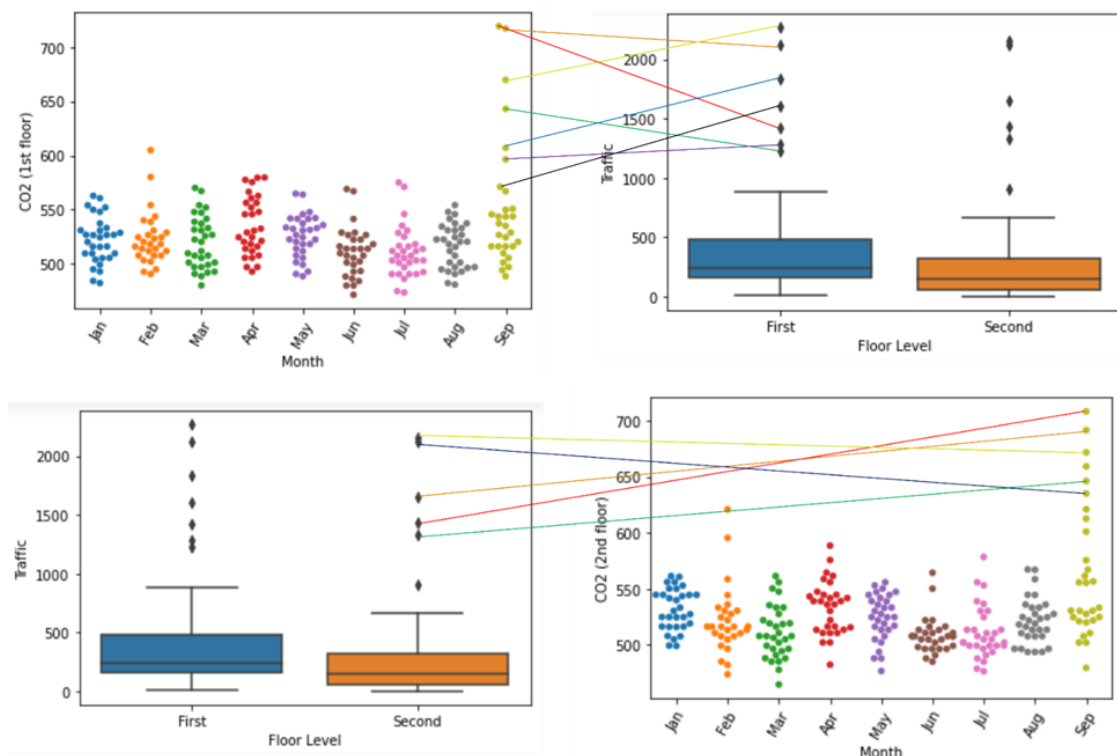 700
650
600
550
500
CO2 (1st floor)
Jan
Feb
Mar
Apr
May
Jun
Jul
Aug
Sep
Month
2000
1500
1000
500
0
Traffic
First
Second
Floor Level
2000
1500
1000
500
0
Traffic
First
Second
Floor Level
700
650
600
550
500
CO2 (2nd floor)
Jan
Feb
Mar
Apr
May
Jun
Jul
Aug
Sep
Month